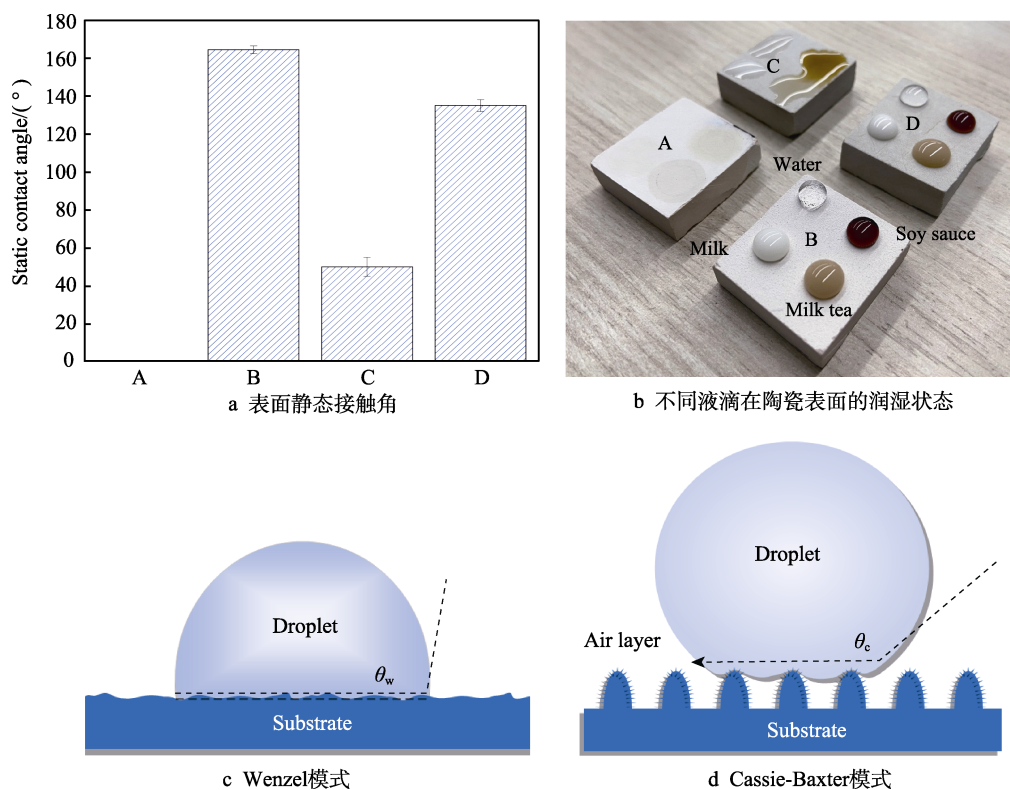 180
160
140
120
100
80
60
40
20
0
Static contact angle/(°)
A
B
C
D
a 表面静态接触角
C
D
A
Water
B
Soy sauce
Milk
Milk tea
b 不同液滴在陶瓷表面的润湿状态
Droplet
θw
Substrate
c Wenzel模式
Droplet
Air layer
θc
Substrate
d Cassie-Baxter模式